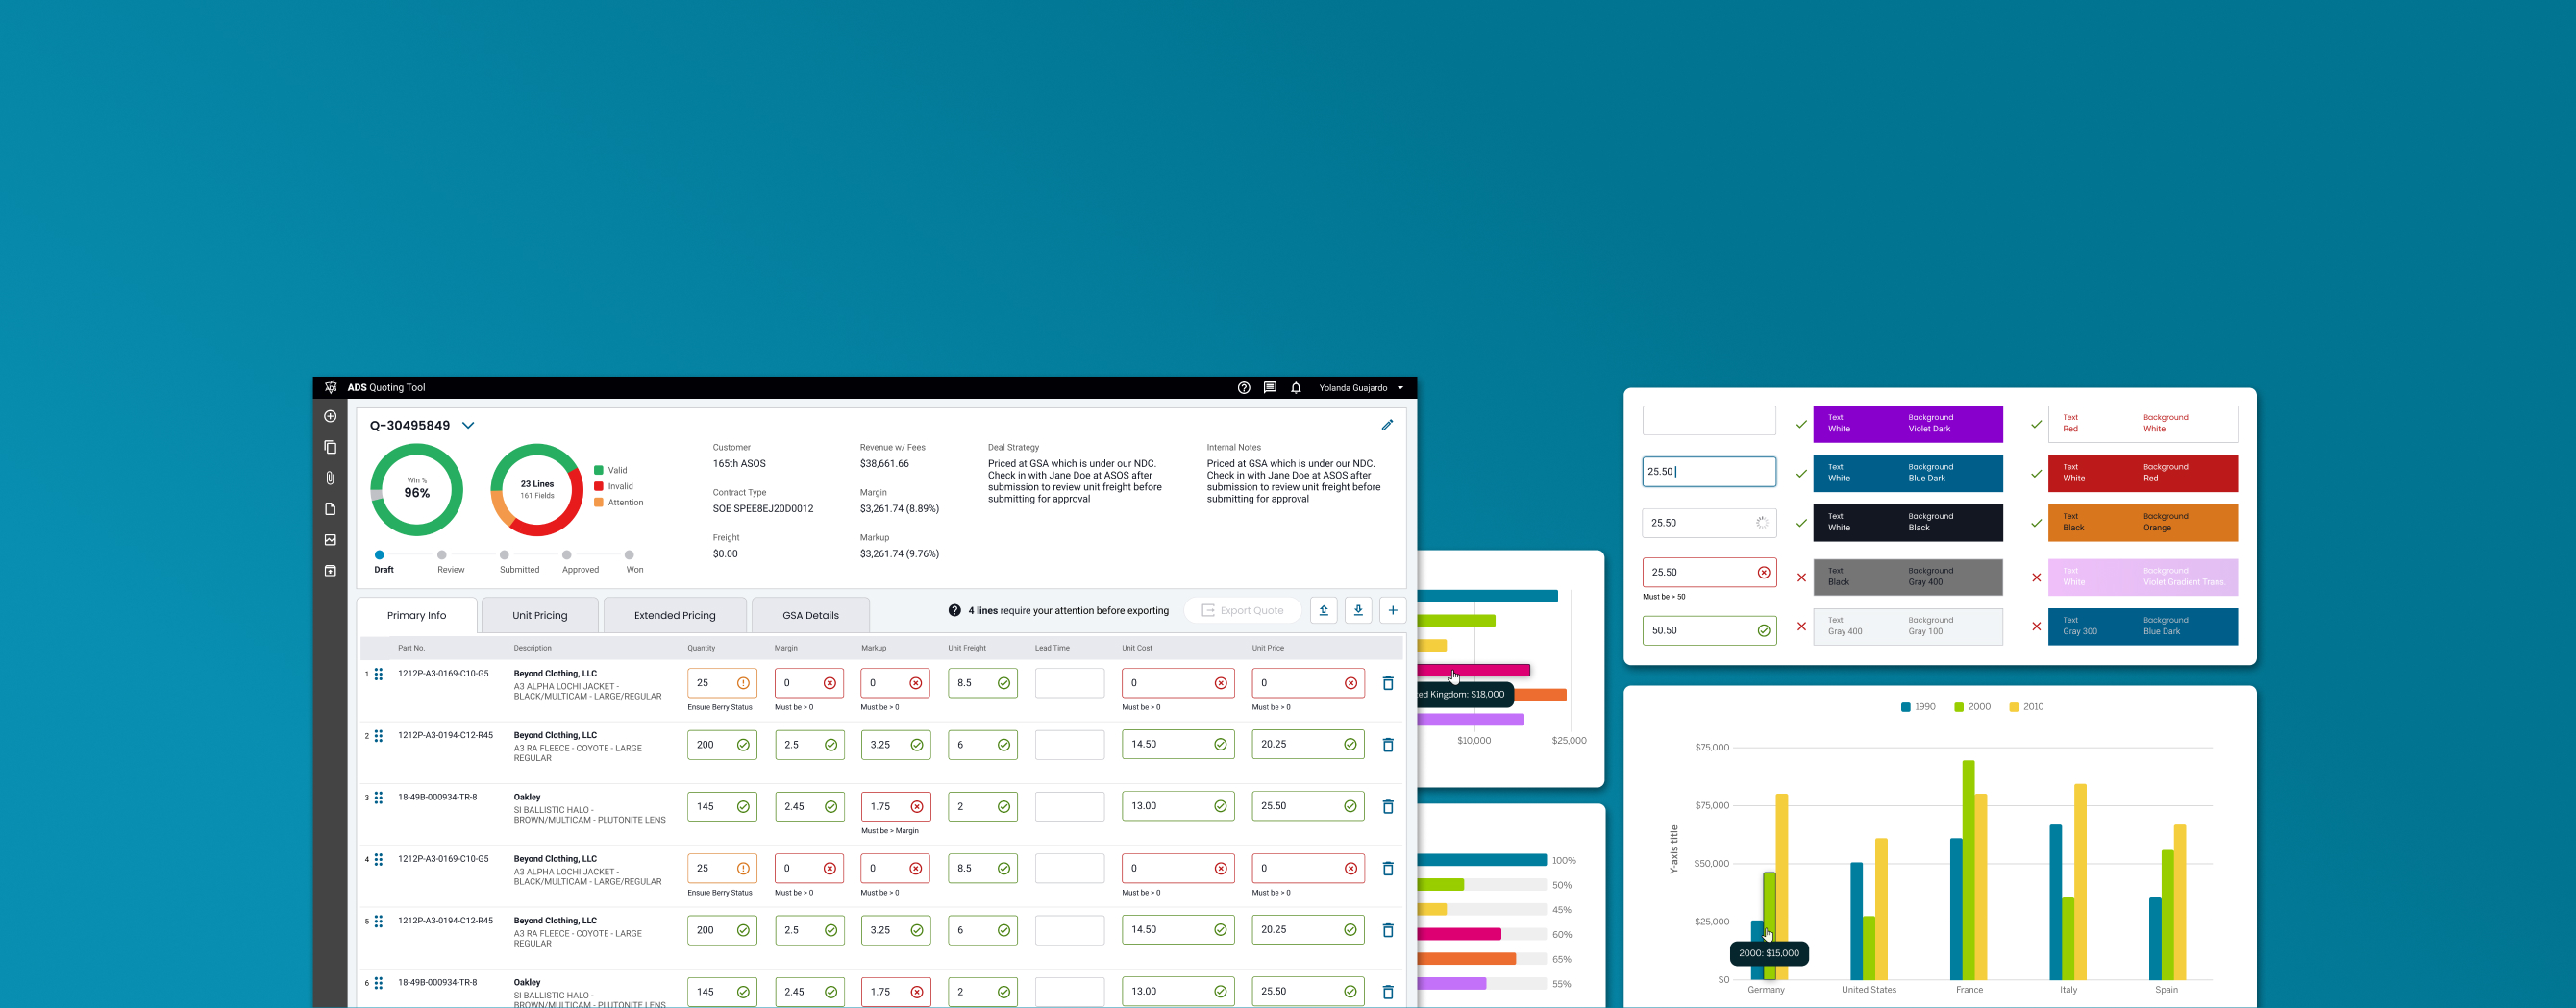 ADS Quoting Tool
Yolanda Guajardo
Q-30495849
Win %
96%
23 Lines
161 Fields
Valid
Invalid
Attention
Draft
Review
Submitted
Approved
Won
Customer
165th ASOS
Contract Type
SOE SPEE8EJ20D0012
Freight
$0.00
Revenue w/ Fees
$38,661.66
Margin
$3,261.74 (8.89%)
Markup
$3,261.74 (9.76%)
Deal Strategy
Priced at GSA which is under our NDC.
Check in with Jane Doe at ASOS after
submission to review unit freight before
submitting for approval
Internal Notes
Priced at GSA which is under our NDC.
Check in with Jane Doe at ASOS after
submission to review unit freight before
submitting for approval
Primary Info
Unit Pricing
Extended Pricing
GSA Details
4 lines require your attention before exporting
Export Quote
Part No. Description Quantity Margin Markup Unit Freight Lead Time Unit Cost Unit Price
1 1212P-A3-0169-C10-G5 Beyond Clothing, LLC
A3 ALPHA LOCHI JACKET -
BLACK/MULTICAM - LARGE/REGULAR
25 0 0 8.5 0 0
Ensure Berry Status Must be > 0 Must be > 0 Must be > 0 Must be > 0
2 1212P-A3-0194-C12-R45 Beyond Clothing, LLC
A3 RA FLEECE - COYOTE - LARGE
REGULAR
200 2.5 3.25 6 14.50 20.25
3 18-49B-000934-TR-8 Oakley
SI BALLISTIC HALO -
BROWN/MULTICAM - PLUTONITE LENS
145 2.45 1.75 2 13.00 25.50
Must be > Margin
4 1212P-A3-0169-C10-G5 Beyond Clothing, LLC
A3 ALPHA LOCHI JACKET -
BLACK/MULTICAM - LARGE/REGULAR
25 0 0 8.5 0 0
Ensure Berry Status Must be > 0 Must be > 0 Must be > 0 Must be > 0
5 1212P-A3-0194-C12-R45 Beyond Clothing, LLC
A3 RA FLEECE - COYOTE - LARGE
REGULAR
200 2.5 3.25 6 14.50 20.25
6 18-49B-000934-TR-8 Oakley
SI BALLISTIC HALO -
BROWN/MULTICAM - PLUTONITE LENS
145 2.45 1.75 2 13.00 25.50
ed Kingdom: $18,000
$10,000 $25,000
100%
50%
45%
60%
65%
55%
25.50
25.50
25.50
Must be > 50
50.50
Text Background
White Violet Dark
Text Background
White Blue Dark
Text Background
White Black
Text Background
Black Gray 400
Text Background
Gray 400 Gray 100
Text Background
Red White
Text Background
White Red
Text Background
Black Orange
Text Background
White Violet Gradient Trans.
Text Background
Gray 300 Blue Dark
1990 2000 2010
Y-axis title
$75,000
$75,000
$50,000
$25,000
$0
2000: $15,000
Germany United States France Italy Spain